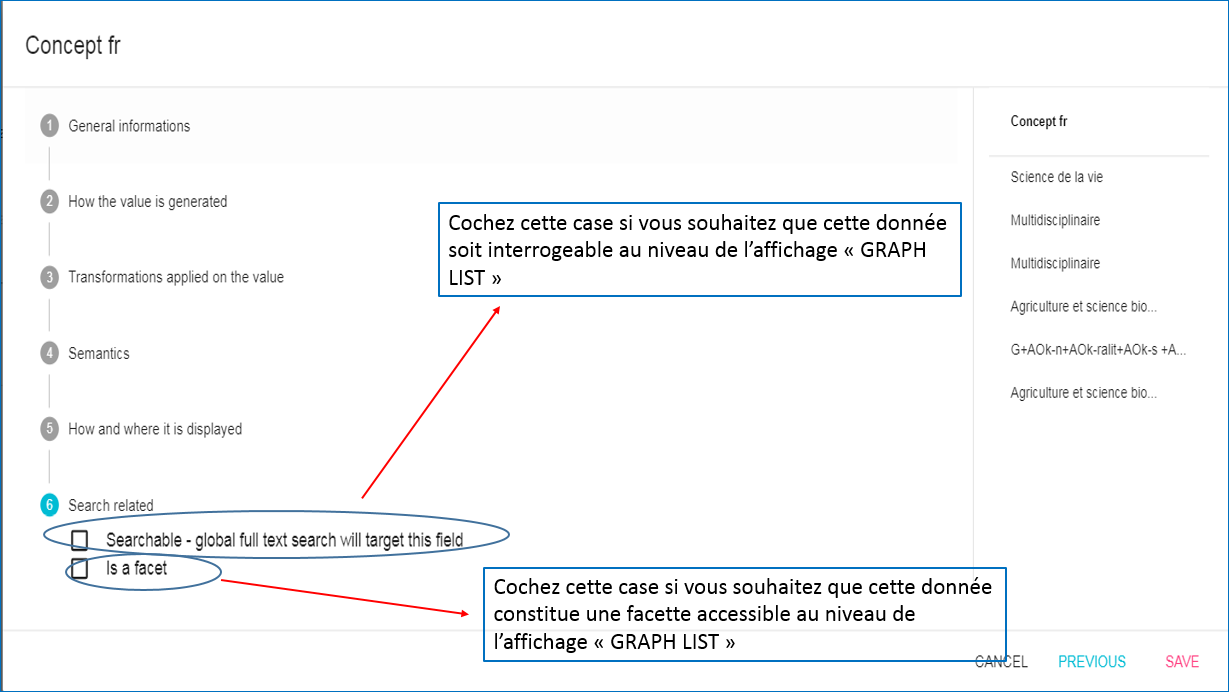 Concept fr
1 General informations
2 How the value is generated
3 Transformations applied on the value
4 Semantics
5 How and where it is displayed
6 Search related
Searchable - global full text search will target this field
Is a facet
Cochez cette case si vous souhaitez que cette donnée
soit interrogeable au niveau de l’affichage « GRAPH
LIST »
Cochez cette case si vous souhaitez que cette donnée
constitue une facette accessible au niveau de
l’affichage « GRAPH LIST »
Concept fr
Science de la vie
Multidisciplinaire
Multidisciplinaire
Agriculture et science bio...
G+AOk-n+AOk-ralit+AOk-s +A...
Agriculture et science bio...
CANCEL PREVIOUS SAVE